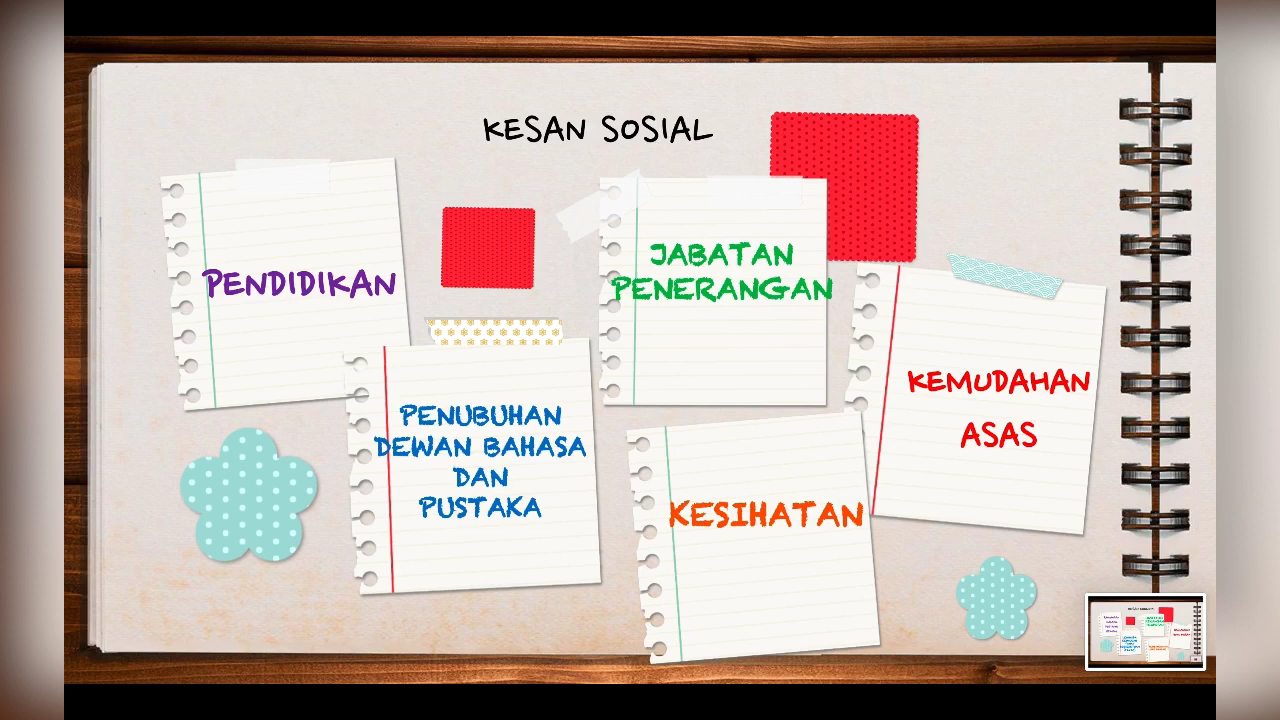 KESAN SOSIAL
PENDIDIKAN
PENUBUHAN
DEWAN BAHASA
DAN
PUSTAKA
JABATAN
PENERANGAN
KESIHATAN
KEMUDAHAN
ASAS